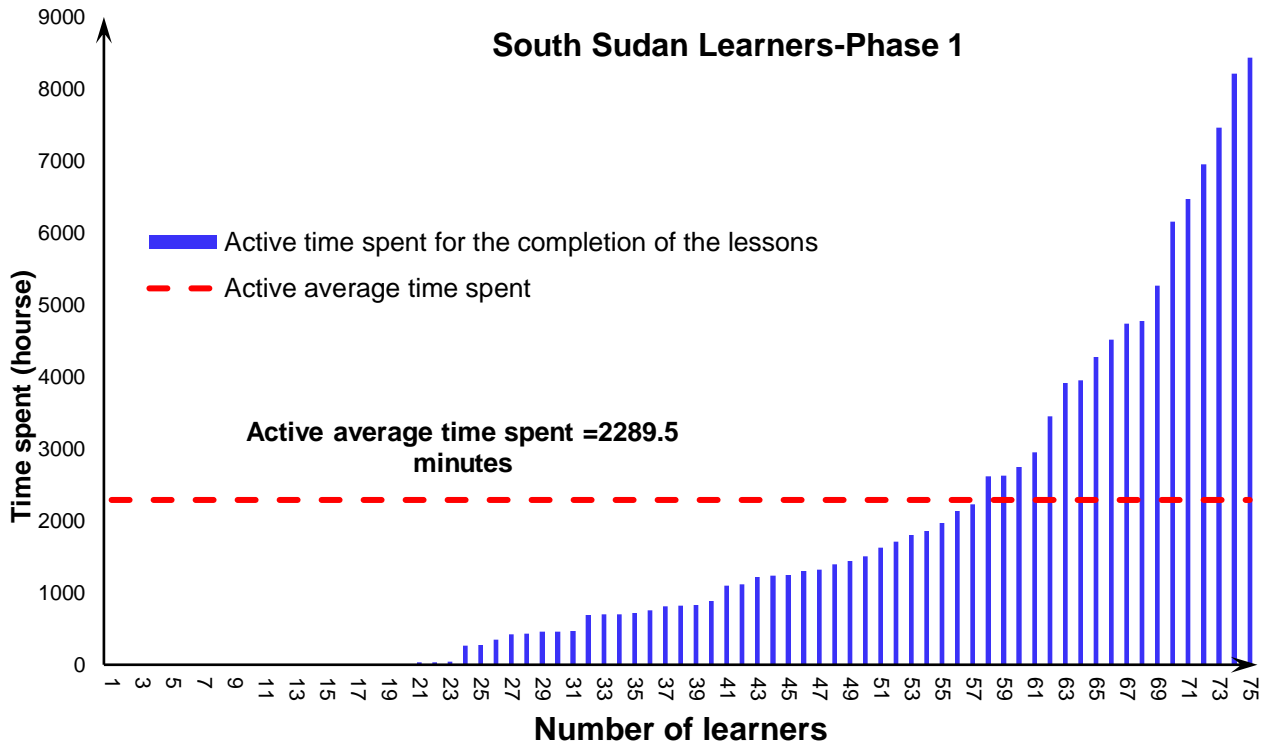 South Sudan Learners-Phase 1
Time spent (hourse)
9000
8000
7000
6000
5000
4000
3000
2000
1000
0
Active time spent for the completion of the lessons
Active average time spent
Active average time spent =2289.5
minutes
1 3 5 7 9 11 13 15 17 19 21 23 25 27 29 31 33 35 37 39 41 43 45 47 49 51 53 55 57 59 61 63 65 67 69 71 73 75
Number of learners